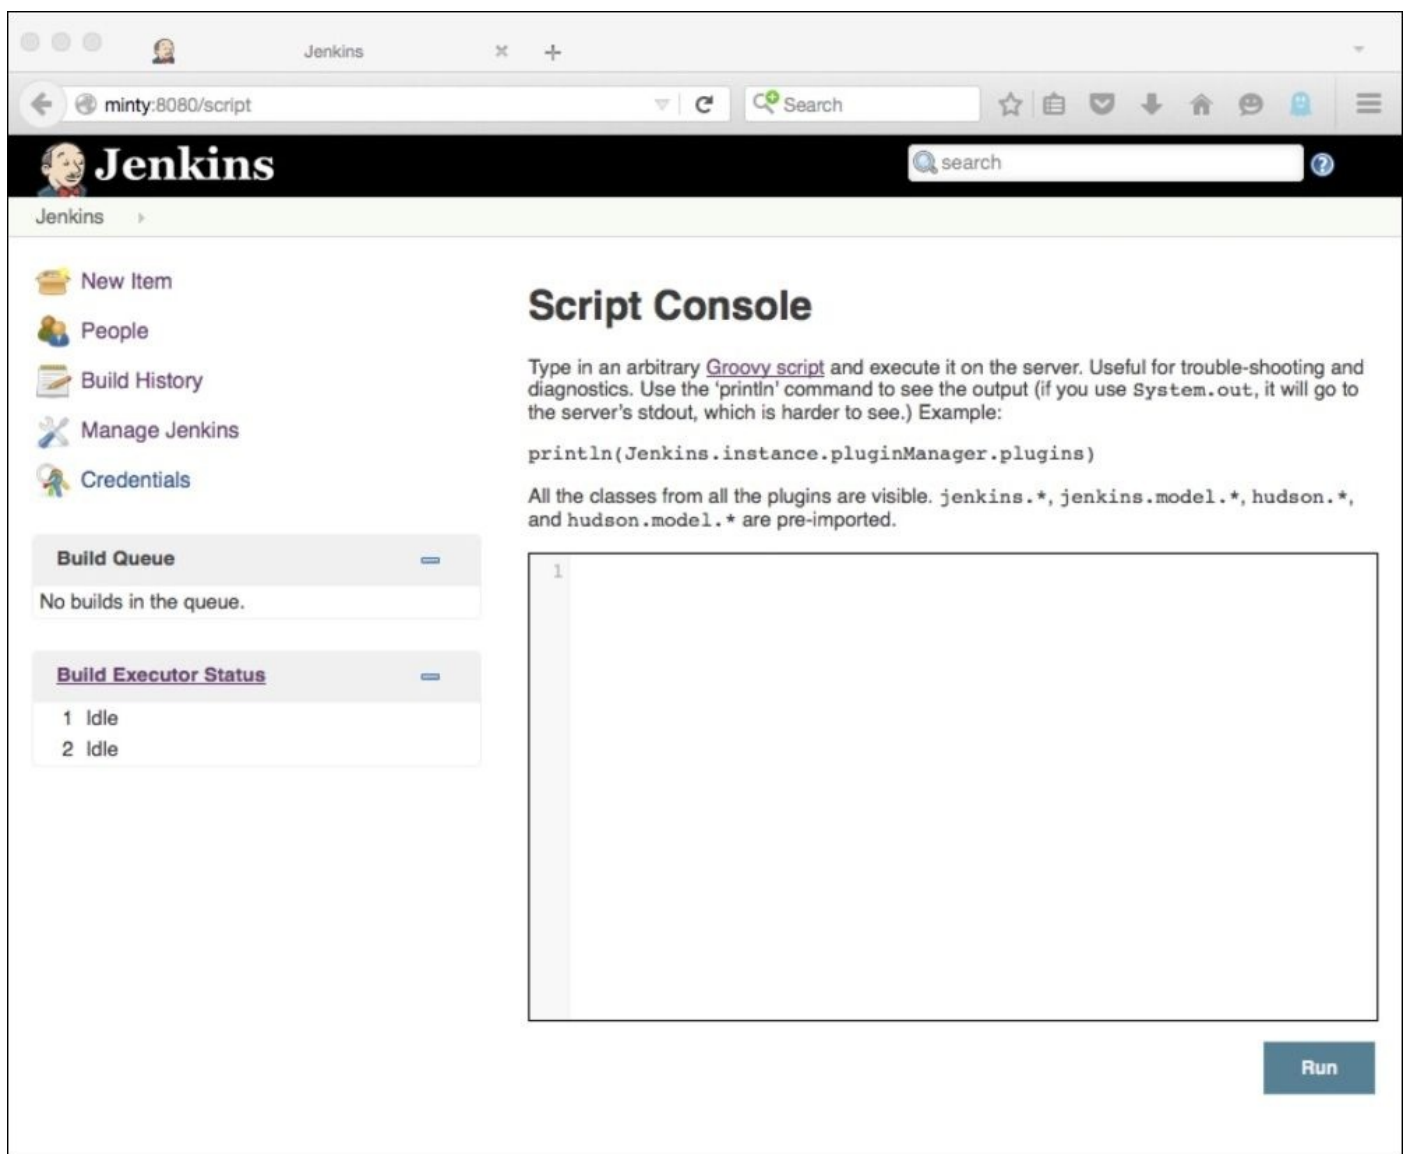 Jenkins
minty:8080/script
Search
Jenkins
search
?
Jenkins
New Item
People
Build History
Manage Jenkins
Credentials
Build Queue
No builds in the queue.
Build Executor Status
1 Idle
2 Idle
Script Console
Type in an arbitrary Groovy script and execute it on the server. Useful for trouble-shooting and
diagnostics. Use the ‘println’ command to see the output (if you use System.out, it will go to
the server’s stdout, which is harder to see.) Example:
println(Jenkins.instance.pluginManager.plugins)
All the classes from all the plugins are visible. jenkins.*, jenkins.model.*, hudson.*,
and hudson.model.* are pre-imported.
1
Run